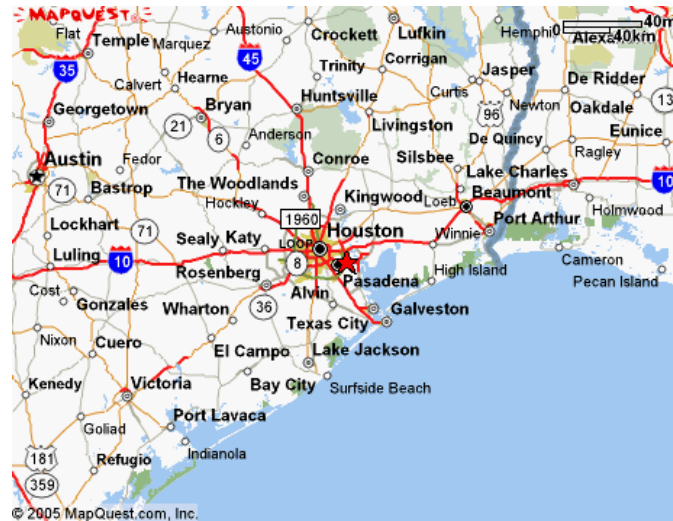 MAPQUEST
Flat
Temple
Marquez
Austonio
Crockett
Lufkin
Hemphi
0 40m
40km
Alexan
35
45
Trinity
Corrigan
Jasper
De Ridder
Calvert
Hearne
Huntsville
Curtis
Newton
Oakdale
13
Georgetown
Bryan
Livingston
96
De Quincy
Eunice
21
6
Anderson
Ragley
Austin
Fedor
Conroe
Silsbee
Lake Charles
71
Bastrop
The Woodlands
Kingwood
Loeb
Beaumont
10
Hockley
Holmwood
Lockhart
71
1960
Houston
Port Arthur
Sealy
Katy
LOOP
Winnie
Luling
10
Rosenberg
8
High Island
Cameron
Pasadena
Pecan Island
Cost
Gonzales
36
Alvin
Wharton
Galveston
Texas City
Nixon
Cuero
El Campo
Lake Jackson
Kenedy
Victoria
Bay City
Surfside Beach
Port Lavaca
Goliad
181
Indianola
Refugio
359
© 2005 MapQuest.com, Inc.